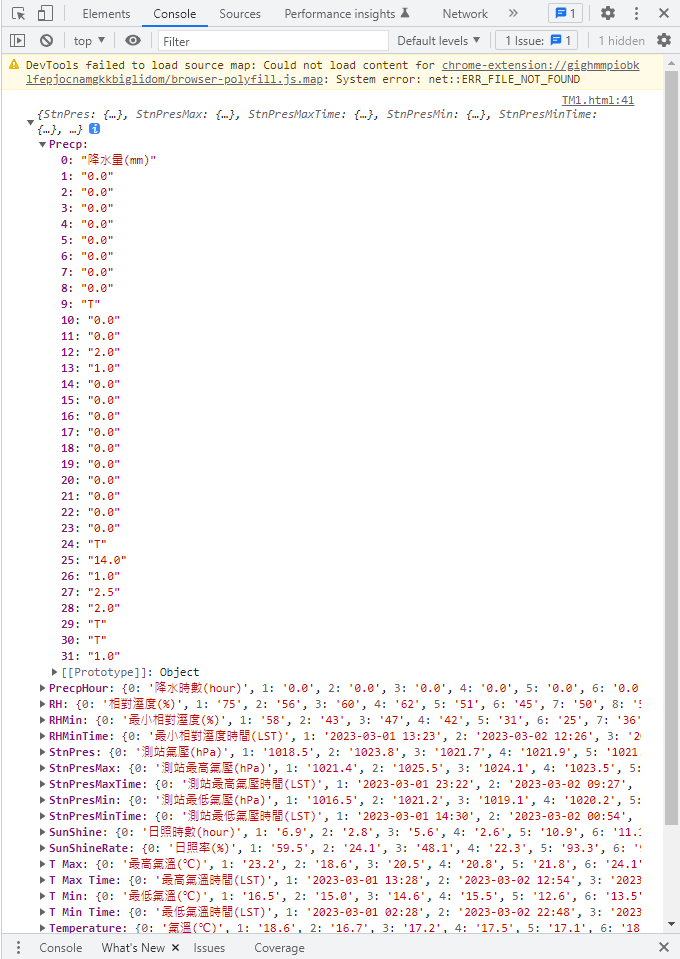 Elements Console Sources Performance insights Network » 1
top ▼ Filter Default levels ▼ 1 Issue: 1 1 hidden
DevTools failed to load source map: Could not load content for chrome-extension://gighmmpiobk
lfepjocnamgkkbiglidom/browser-polyfill.js.map: System error: net::ERR_FILE_NOT_FOUND
TM1.html:41
{StnPres: {…}, StnPresMax: {…}, StnPresMaxTime: {…}, StnPresMin: {…}, StnPresMinTime:
{…}, …} i
Precp:
0: "降水量(mm)"
1: "0.0"
2: "0.0"
3: "0.0"
4: "0.0"
5: "0.0"
6: "0.0"
7: "0.0"
8: "0.0"
9: "T"
10: "0.0"
11: "0.0"
12: "2.0"
13: "1.0"
14: "0.0"
15: "0.0"
16: "0.0"
17: "0.0"
18: "0.0"
19: "0.0"
20: "0.0"
21: "0.0"
22: "0.0"
23: "0.0"
24: "T"
25: "14.0"
26: "1.0"
27: "2.5"
28: "2.0"
29: "T"
30: "T"
31: "1.0"
[[Prototype]]: Object
PrecpHour: {0: '降水時數(hour)', 1: '0.0', 2: '0.0', 3: '0.0', 4: '0.0', 5: '0.0', 6: '0.0
RH: {0: '相對溼度(%)', 1: '75', 2: '56', 3: '60', 4: '62', 5: '51', 6: '45', 7: '50', 8: '5
RHMin: {0: '最小相對溼度(%)', 1: '58', 2: '43', 3: '47', 4: '42', 5: '31', 6: '25', 7: '36'
RHMinTime: {0: '最小相對溼度時間(LST)', 1: '2023-03-01 13:23', 2: '2023-03-02 12:26', 3: '20
StnPres: {0: '測站氣壓(hPa)', 1: '1018.5', 2: '1023.8', 3: '1021.7', 4: '1021.9', 5: '1021.
StnPresMax: {0: '測站最高氣壓(hPa)', 1: '1021.4', 2: '1025.5', 3: '1024.1', 4: '1023.5', 5:
StnPresMaxTime: {0: '測站最高氣壓時間(LST)', 1: '2023-03-01 23:22', 2: '2023-03-02 09:27',
StnPresMin: {0: '測站最低氣壓(hPa)', 1: '1016.5', 2: '1021.2', 3: '1019.1', 4: '1020.2', 5:
StnPresMinTime: {0: '測站最低氣壓時間(LST)', 1: '2023-03-01 14:30', 2: '2023-03-02 00:54',
SunShine: {0: '日照時數(hour)', 1: '6.9', 2: '2.8', 3: '5.6', 4: '2.6', 5: '10.9', 6: '11.1
SunShineRate: {0: '日照率(%)', 1: '59.5', 2: '24.1', 3: '48.1', 4: '22.3', 5: '93.3', 6: '9
T Max: {0: '最高氣溫(℃)', 1: '23.2', 2: '18.6', 3: '20.5', 4: '20.8', 5: '21.8', 6: '24.1'
T Max Time: {0: '最高氣溫時間(LST)', 1: '2023-03-01 13:28', 2: '2023-03-02 12:54', 3: '2023
T Min: {0: '最低氣溫(℃)', 1: '16.5', 2: '15.0', 3: '14.6', 4: '15.5', 5: '12.6', 6: '13.5'
T Min Time: {0: '最低氣溫時間(LST)', 1: '2023-03-01 02:28', 2: '2023-03-02 22:48', 3: '2023
Temperature: {0: '氣溫(℃)', 1: '18.6', 2: '16.7', 3: '17.2', 4: '17.5', 5: '17.1', 6: '18
Console What's New × Issues Coverage